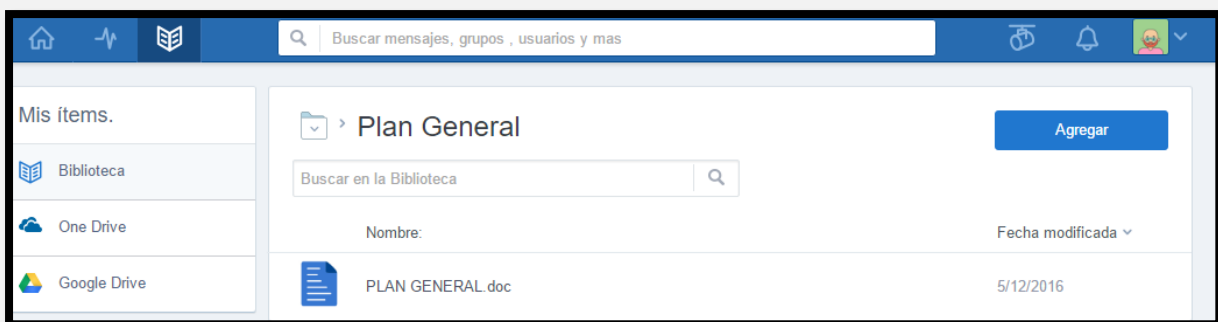 Buscar mensajes, grupos , usuarios y mas
Mis ítems.
Biblioteca
One Drive
Google Drive
Plan General
Agregar
Buscar en la Biblioteca
Nombre: Fecha modificada
PLAN GENERAL.doc 5/12/2016